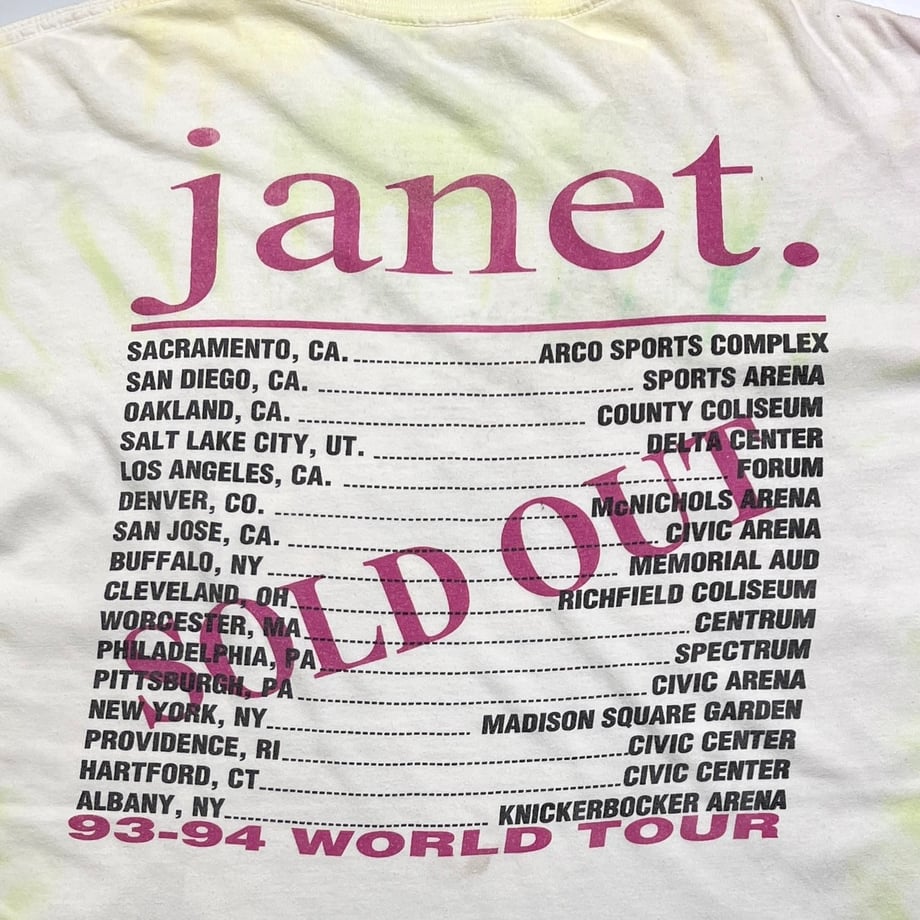 janet.
SACRAMENTO, CA. ARCO SPORTS COMPLEX
SAN DIEGO, CA. SPORTS ARENA
OAKLAND, CA. COUNTY COLISEUM
SALT LAKE CITY, UT. DELTA CENTER
LOS ANGELES, CA. FORUM
DENVER, CO. McNICHOLS ARENA
SAN JOSE, CA. CIVIC ARENA
BUFFALO, NY MEMORIAL AUD
CLEVELAND, OH RICHFIELD COLISEUM
WORCESTER, MA CENTRUM
PHILADELPHIA, PA SPECTRUM
PITTSBURGH, PA CIVIC ARENA
NEW YORK, NY MADISON SQUARE GARDEN
PROVIDENCE, RI CIVIC CENTER
HARTFORD, CT CIVIC CENTER
ALBANY, NY KNICKERBOCKER ARENA
SOLD OUT
93-94 WORLD TOUR